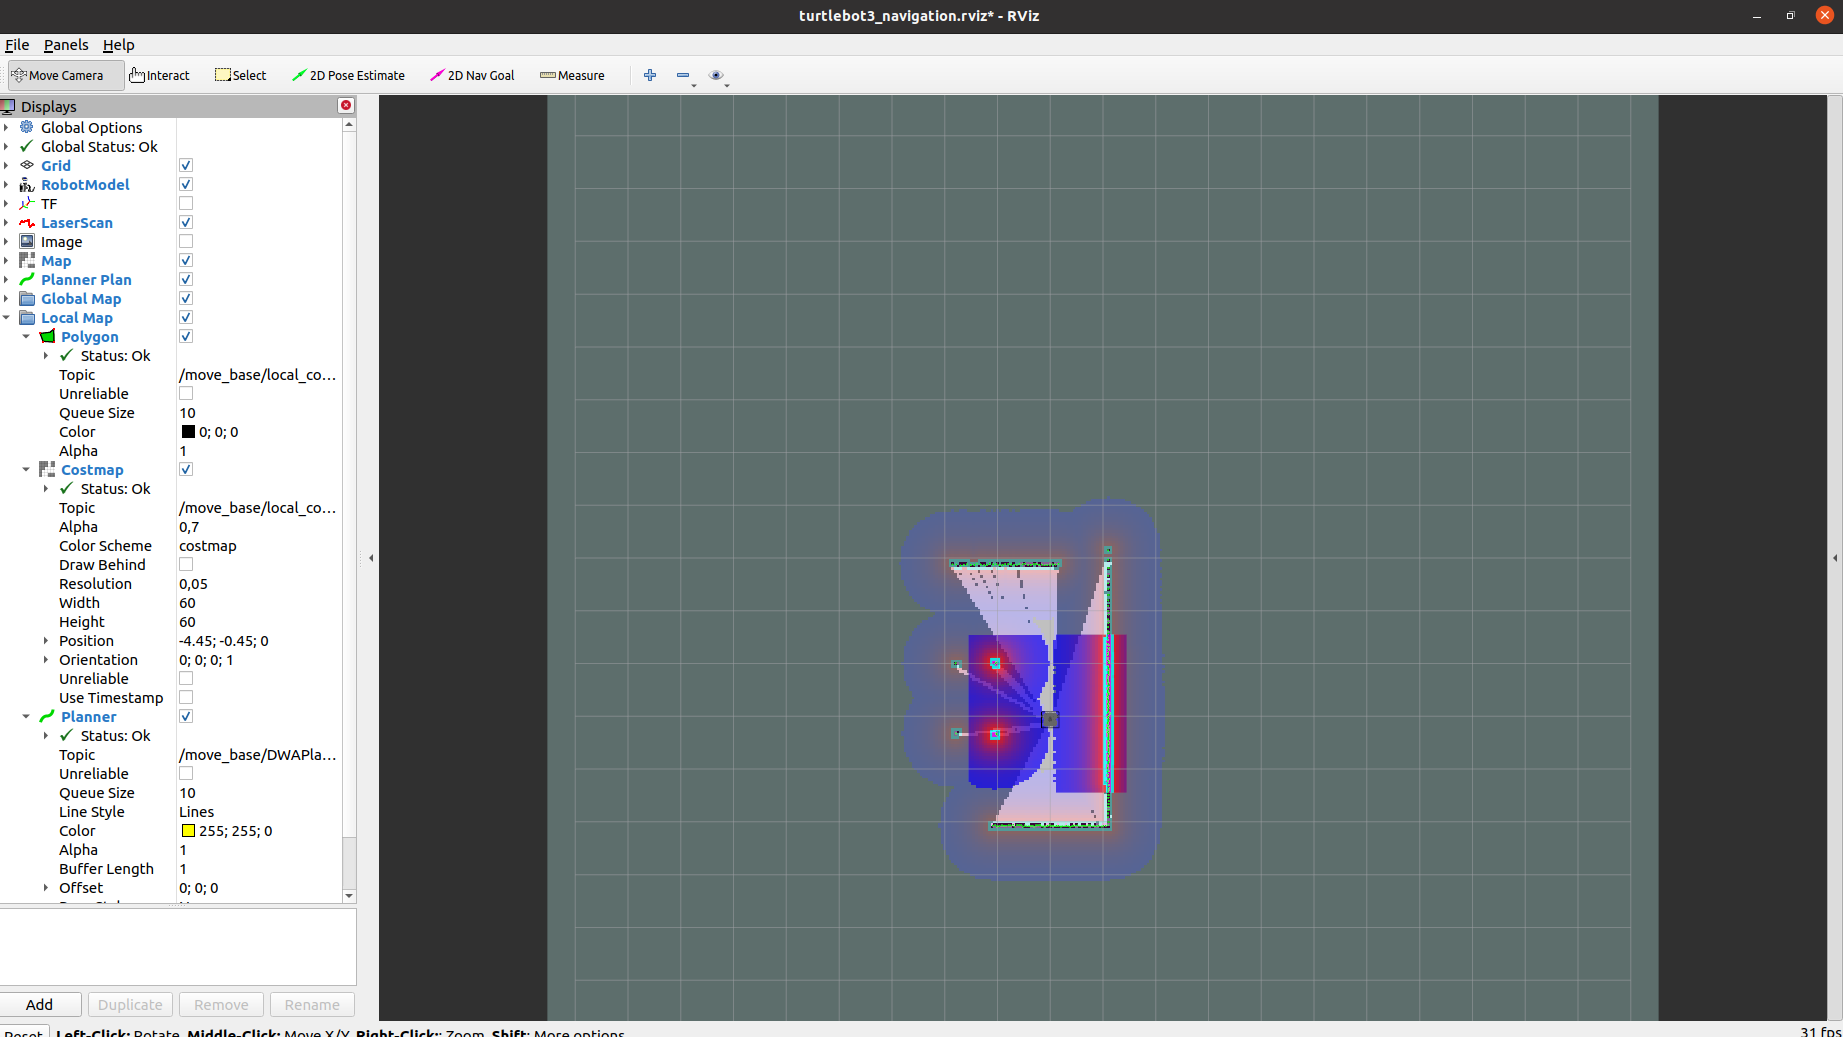 turtlebot3_navigation.rviz* - RViz
File Panels Help
Move Camera Interact Select 2D Pose Estimate 2D Nav Goal Measure
Displays
Global Options
Global Status: Ok
Grid
RobotModel
TF
LaserScan
Image
Map
Planner Plan
Global Map
Local Map
Polygon
Status: Ok
Topic /move_base/local_co...
Unreliable
Queue Size 10
Color 0; 0; 0
Alpha 1
Costmap
Status: Ok
Topic /move_base/local_co...
Alpha 0,7
Color Scheme costmap
Draw Behind
Resolution 0,05
Width 60
Height 60
Position -4.45; -0.45; 0
Orientation 0; 0; 0; 1
Unreliable
Use Timestamp
Planner
Status: Ok
Topic /move_base/DWAPla...
Unreliable
Queue Size 10
Line Style Lines
Color 255; 255; 0
Alpha 1
Buffer Length 1
Offset 0; 0; 0
Add Duplicate Remove Rename
Reset Left-Click: Rotate. Middle-Click: Move X/Y. Right-Click:: Zoom. Shift: More options. 31 fps